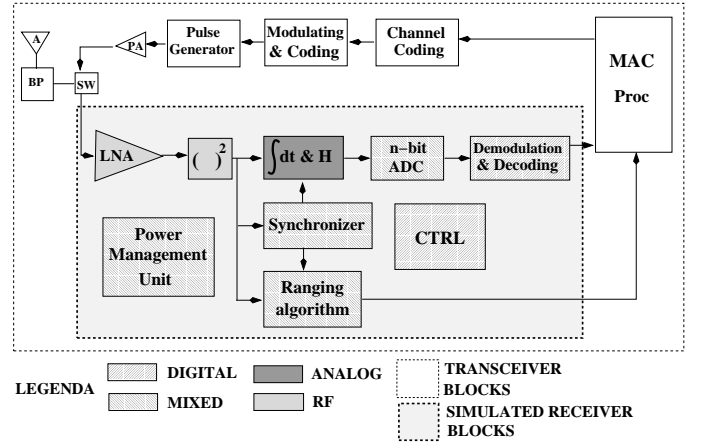 A
BP
SW
PA
Pulse
Generator
Modulating
& Coding
Channel
Coding
MAC
Proc
LNA
( )²
∫dt & H
n−bit
ADC
Demodulation
& Decoding
Synchronizer
Power
Management
Unit
CTRL
Ranging
algorithm
LEGENDA
DIGITAL
MIXED
ANALOG
RF
TRANSCEIVER
BLOCKS
SIMULATED RECEIVER
BLOCKS